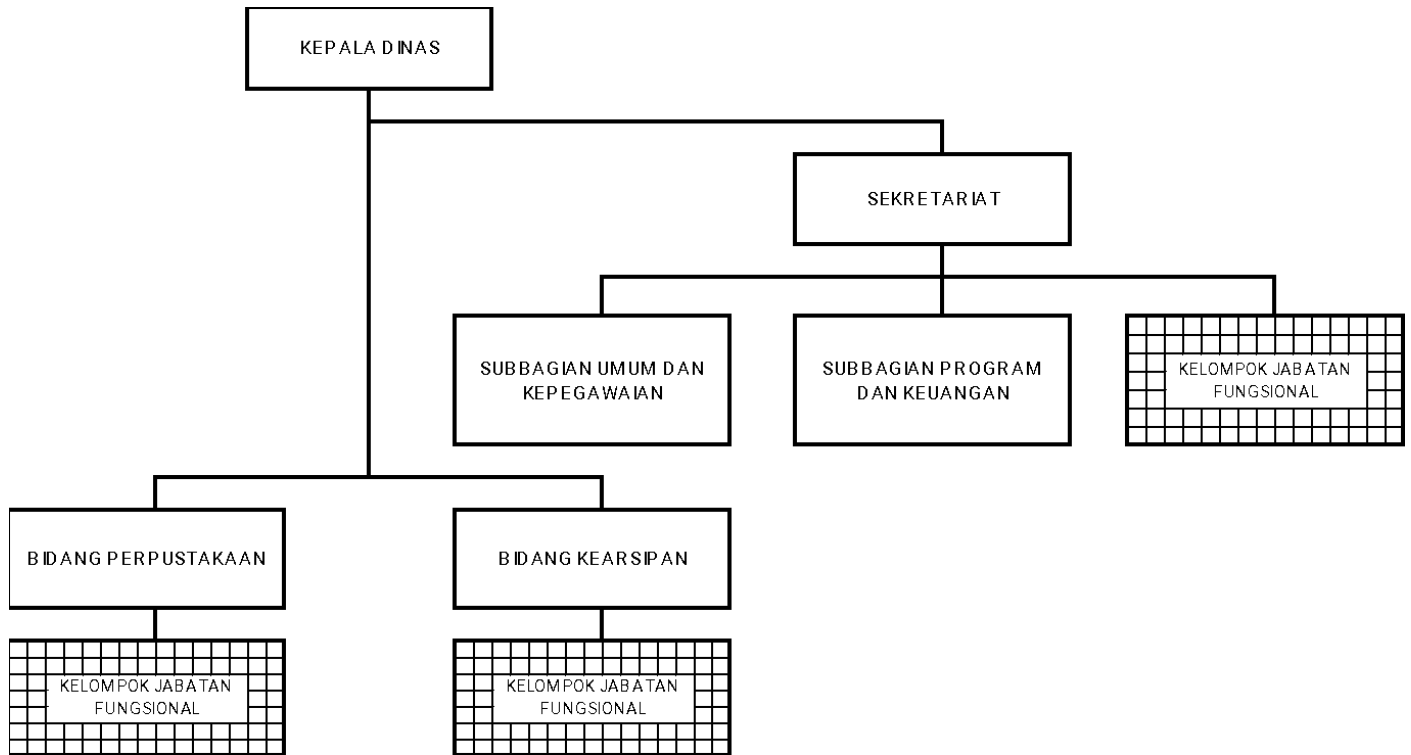 KEPALA DINAS
SEKRETARIAT
SUBBAGIAN UMUM DAN
KEPEGAWAIAN
SUBBAGIAN PROGRAM
DAN KEUANGAN
KELOMPOK JABATAN
FUNGSIONAL
BIDANG PERPUSTAKAAN
BIDANG KEARSIPAN
KELOMPOK JABATAN
FUNGSIONAL
KELOMPOK JABATAN
FUNGSIONAL